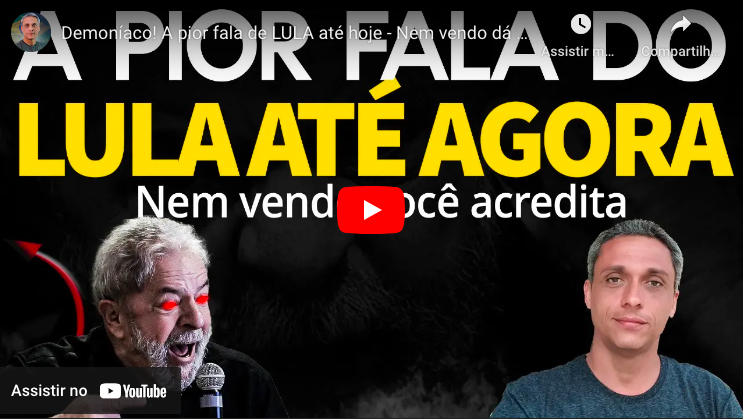 Demoníaco! A pior fala de LULA até hoje - Nem vendo dá ...
Assistir m...
Compartilh...
A PIOR FALA DO
LULA ATÉ AGORA
Nem vendo você acredita
Assistir no YouTube